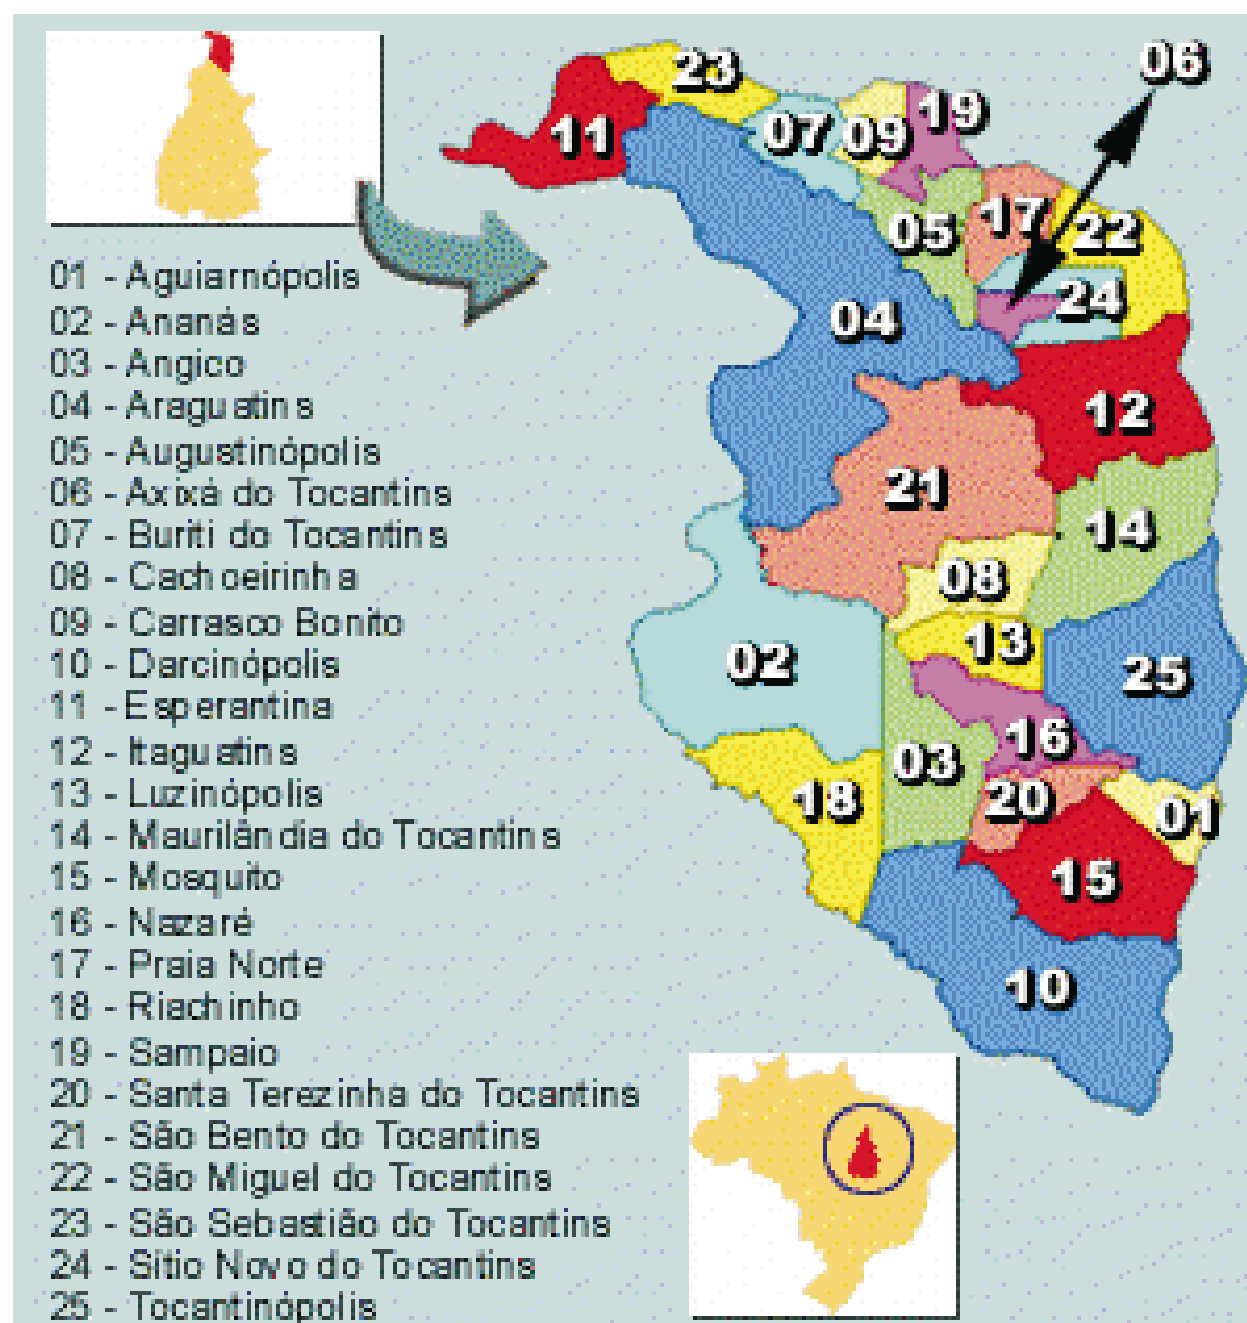 01 - Aguiarnópolis
02 - Ananás
03 - Angico
04 - Araguatins
05 - Augustinópolis
06 - Axixá do Tocantins
07 - Buriti do Tocantins
08 - Cachoeirinha
09 - Carrasco Bonito
10 - Darcinópolis
11 - Esperantina
12 - Itaguatins
13 - Luzinópolis
14 - Maurilândia do Tocantins
15 - Mosquito
16 - Nazaré
17 - Praia Norte
18 - Riachinho
19 - Sampaio
20 - Santa Terezinha do Tocantins
21 - São Bento do Tocantins
22 - São Miguel do Tocantins
23 - São Sebastião do Tocantins
24 - Sítio Novo do Tocantins
25 - Tocantinópolis
06
23
19
11
07
09
17
22
05
24
04
12
21
14
08
13
02
25
16
03
18
20
01
15
10